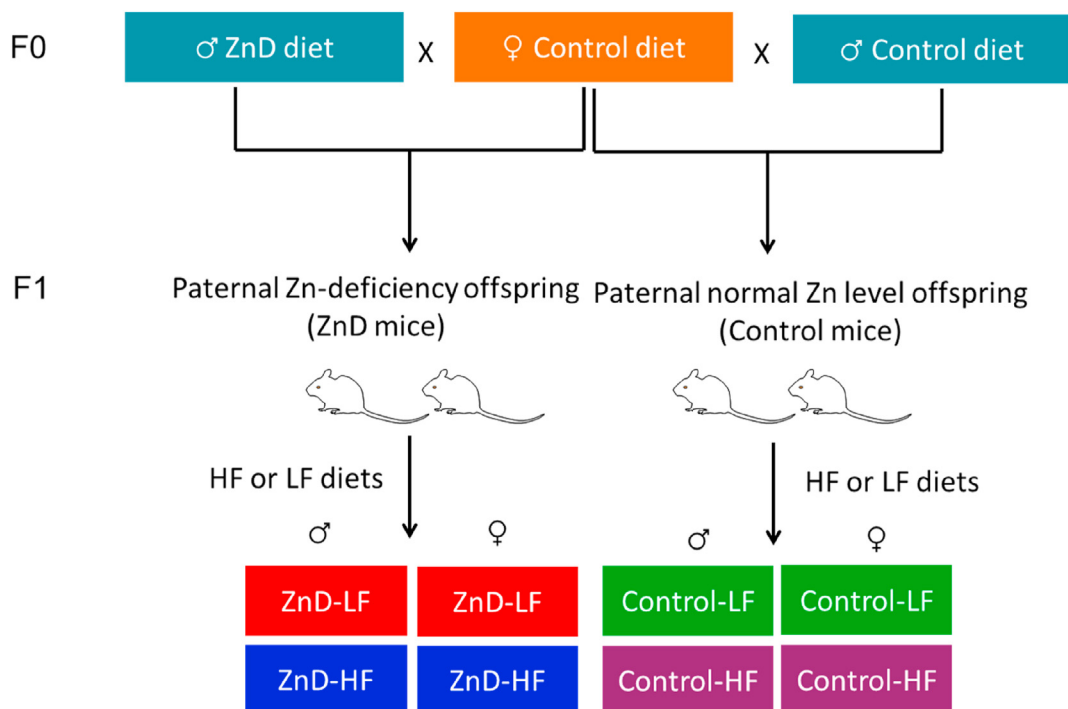 F0
♂ ZnD diet X ♀ Control diet X ♂ Control diet
F1
Paternal Zn-deficiency offspring
(ZnD mice)
Paternal normal Zn level offspring
(Control mice)
HF or LF diets
HF or LF diets
♂ ♀ ♂ ♀
ZnD-LF ZnD-LF Control-LF Control-LF
ZnD-HF ZnD-HF Control-HF Control-HF